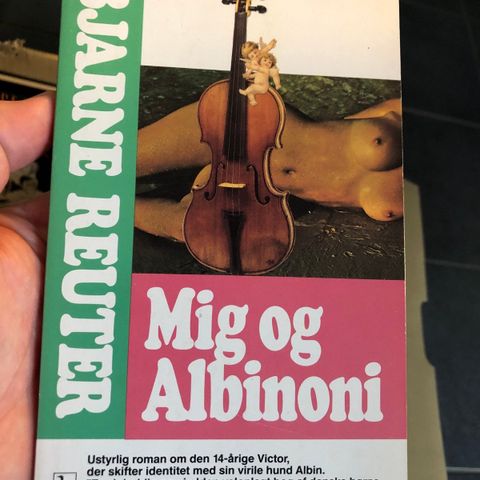 BJARNE REUTER
Mig og
Albinoni
Ustyrlig roman om den 14-årige Victor,
der skifter identitet med sin virile hund Albin.